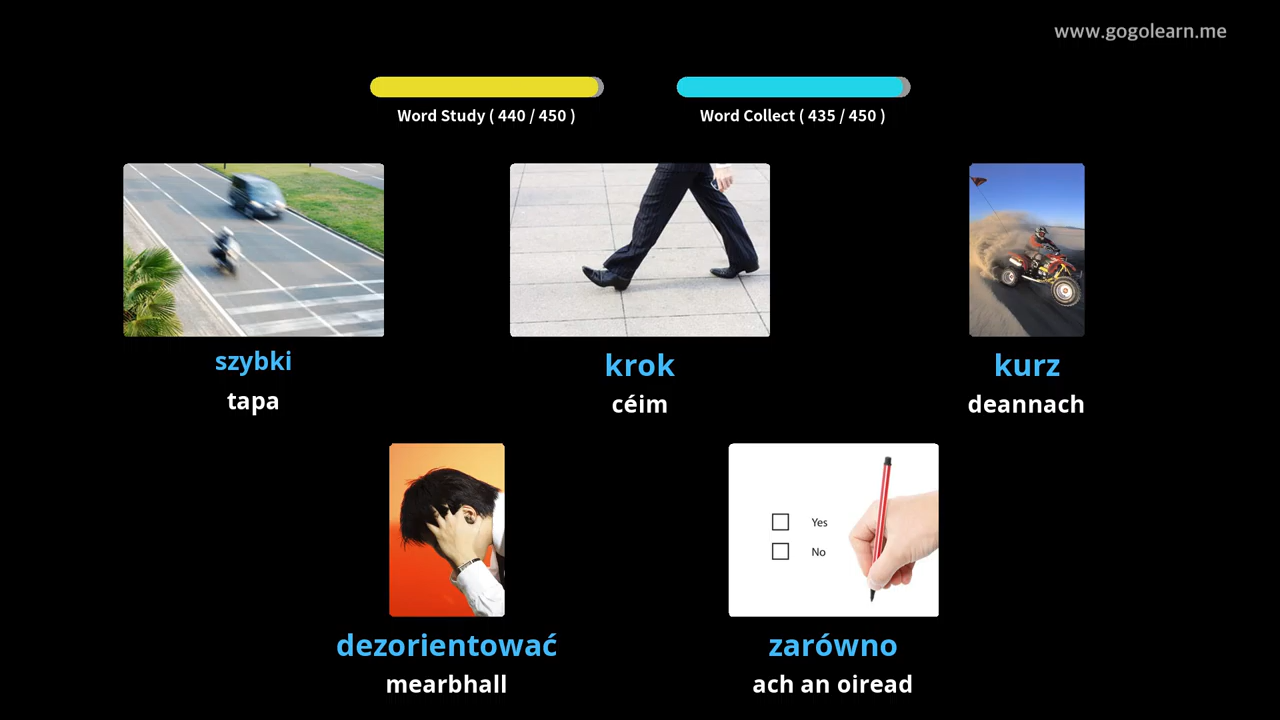 www.gogolearn.me
Word Study ( 440 / 450 )
Word Collect ( 435 / 450 )
szybki
tapa
krok
céim
kurz
deannach
Yes
No
dezorientować
mearbhall
zarówno
ach an oiread